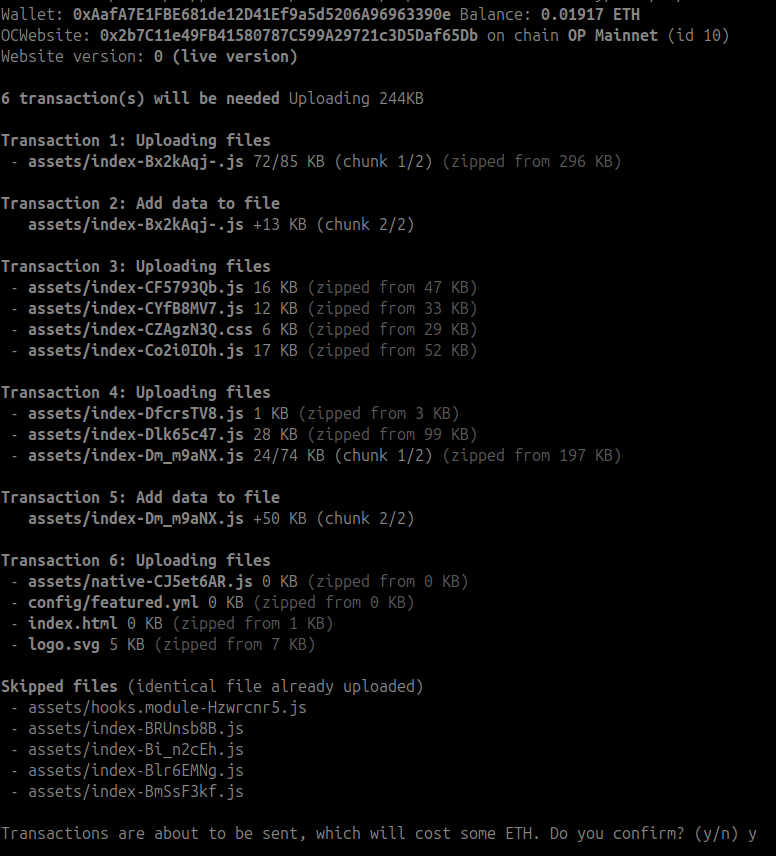 Wallet: 0xAafA7E1FBE681de12D41Ef9a5d5206A96963390e Balance: 0.01917 ETH
OCWebsite: 0x2b7C11e49FB41580787C599A29721c3D5Daf65Db on chain OP Mainnet (id 10)
Website version: 0 (live version)
6 transaction(s) will be needed Uploading 244KB
Transaction 1: Uploading files
- assets/index-Bx2kAqj-.js 72/85 KB (chunk 1/2) (zipped from 296 KB)
Transaction 2: Add data to file
assets/index-Bx2kAqj-.js +13 KB (chunk 2/2)
Transaction 3: Uploading files
- assets/index-CF5793Qb.js 16 KB (zipped from 47 KB)
- assets/index-CYfB8MV7.js 12 KB (zipped from 33 KB)
- assets/index-CZAgzN3Q.css 6 KB (zipped from 29 KB)
- assets/index-Co2i0IOh.js 17 KB (zipped from 52 KB)
Transaction 4: Uploading files
- assets/index-DfcrsTV8.js 1 KB (zipped from 3 KB)
- assets/index-Dlk65c47.js 28 KB (zipped from 99 KB)
- assets/index-Dm_m9aNX.js 24/74 KB (chunk 1/2) (zipped from 197 KB)
Transaction 5: Add data to file
assets/index-Dm_m9aNX.js +50 KB (chunk 2/2)
Transaction 6: Uploading files
- assets/native-CJ5et6AR.js 0 KB (zipped from 0 KB)
- config/featured.yml 0 KB (zipped from 0 KB)
- index.html 0 KB (zipped from 1 KB)
- logo.svg 5 KB (zipped from 7 KB)
Skipped files (identical file already uploaded)
- assets/hooks.module-Hzwrcnr5.js
- assets/index-BRUnsb8B.js
- assets/index-Bi_n2cEh.js
- assets/index-Blr6EMNg.js
- assets/index-BmSsF3kf.js
Transactions are about to be sent, which will cost some ETH. Do you confirm? (y/n) y